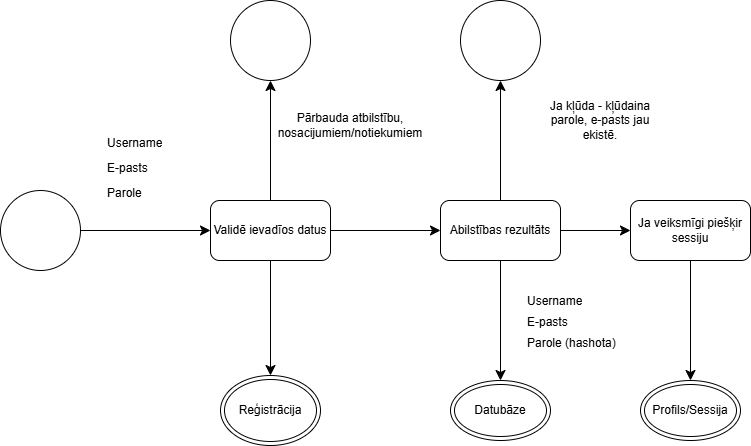 Pārbauda atbilstību,
nosacijumiem/notiekumiem
Ja kļūda - kļūdaina
parole, e-pasts jau
ekistē.
Username
E-pasts
Parole
Validē ievadīos datus
Abilstības rezultāts
Ja veiksmīgi piešķir
sessiju
Username
E-pasts
Parole (hashota)
Reģistrācija
Datubāze
Profils/Sessija